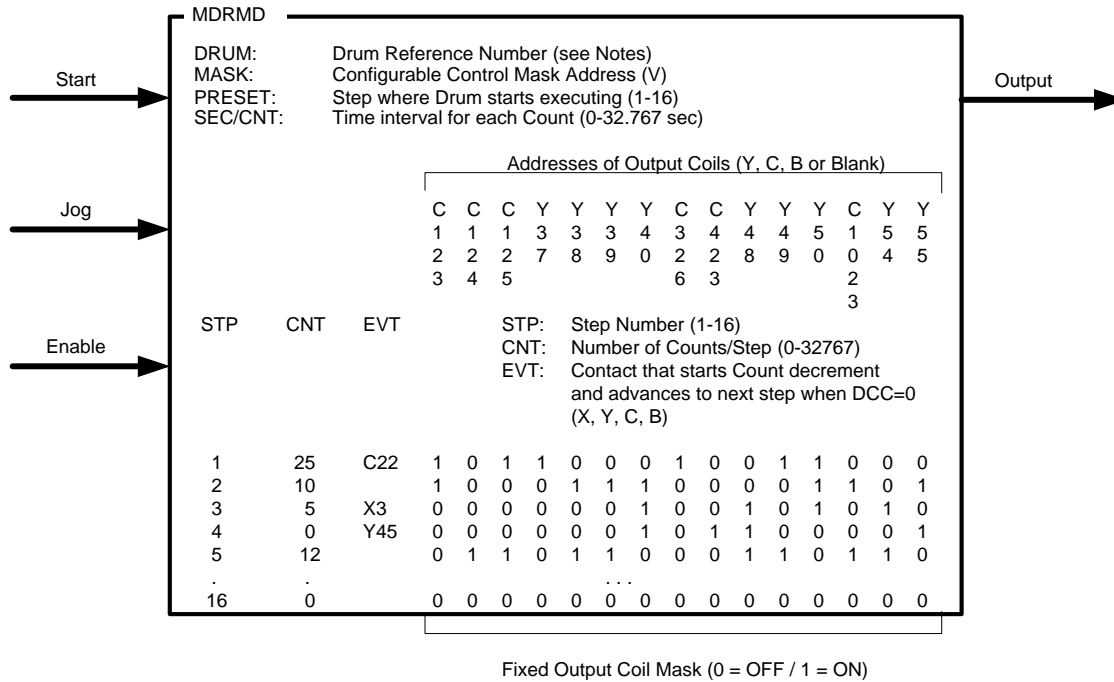 MDRMD
DRUM: Drum Reference Number (see Notes)
MASK: Configurable Control Mask Address (V)
PRESET: Step where Drum starts executing (1-16)
SEC/CNT: Time interval for each Count (0-32.767 sec)
Start
Output
Addresses of Output Coils (Y, C, B or Blank)
Jog
C C C Y Y Y Y C C Y Y Y C Y Y
1 1 1 3 3 3 4 3 4 4 4 5 1 5 5
2 2 2 7 8 9 0 2 2 8 9 0 0 4 5
3 4 5 6 3 2
3
STP CNT EVT
STP: Step Number (1-16)
CNT: Number of Counts/Step (0-32767)
EVT: Contact that starts Count decrement
and advances to next step when DCC=0
(X, Y, C, B)
Enable
1 25 C22 1 0 1 1 0 0 0 1 0 0 1 1 0 0 0
2 10 1 0 0 0 1 1 1 0 0 0 0 1 1 0 1
3 5 X3 0 0 0 0 0 0 1 0 0 1 0 1 0 1 0
4 0 Y45 0 0 0 0 0 0 1 0 1 1 0 0 0 0 1
5 12 0 1 1 0 1 1 0 0 0 1 1 0 1 1 0
. . . . .
16 0 0 0 0 0 0 0 0 0 0 0 0 0 0 0 0
Fixed Output Coil Mask (0 = OFF / 1 = ON)